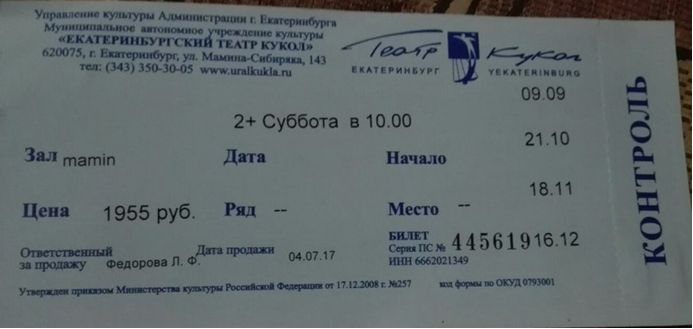 Управление культуры Администрации г. Екатеринбурга
Муниципальное автономное учреждение культуры
«ЕКАТЕРИНБУРГСКИЙ ТЕАТР КУКОЛ»
620075, г. Екатеринбург, ул. Мамина-Сибиряка, 143
тел: (343) 350-30-05 www.uralkukla.ru
Театр Кукол
ЕКАТЕРИНБУРГ YEKATERINBURG
09.09
2+ Суббота в 10.00
21.10
Зал mamin Дата Начало
18.11
Цена 1955 руб. Ряд -- Место --
БИЛЕТ
Серия ПС № 445619 16.12
ИНН 6662021349
Ответственный
за продажу Федорова Л. Ф. Дата продажи 04.07.17
Утвержден приказом Министерства культуры Российской Федерации от 17.12.2008 г. №257 код формы по ОКУД 0793001
КОНТРОЛЬ